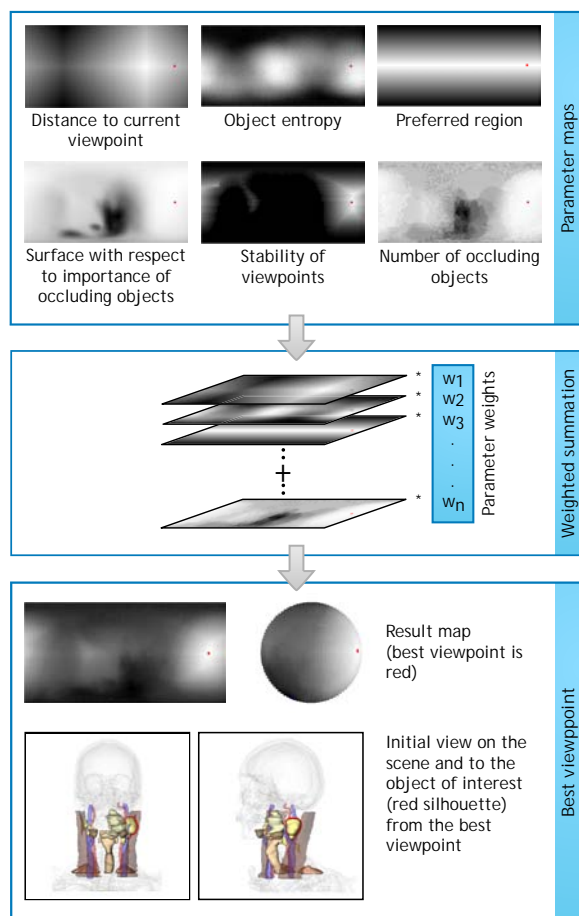 Distance to current
viewpoint
Object entropy
Preferred region
Surface with respect
to importance of
occluding objects
Stability of
viewpoints
Number of occluding
objects
Parameter maps
*
*
*
*
w1
w2
w3
.
.
.
wn
+
Parameter weights
Weighted summation
Result map
(best viewpoint is
red)
Initial view on the
scene and to the
object of interest
(red silhouette)
from the best
viewpoint
Best viewppoint